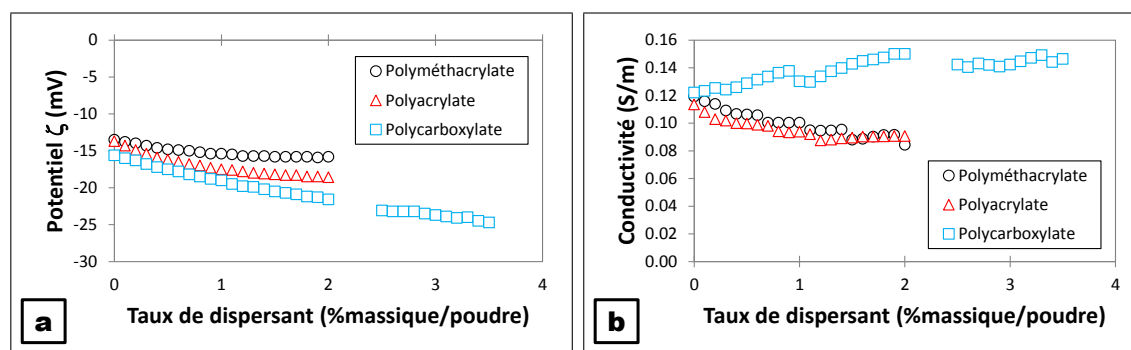 0
-5
-10
-15
-20
-25
-30
Potentiel ζ (mV)
Polyméthacrylate
Polyacrylate
Polycarboxylate
0 1 2 3 4
Taux de dispersant (%massique/poudre)
a
0.16
0.14
0.12
0.10
0.08
0.06
0.04
0.02
0.00
Conductivité (S/m)
Polyméthacrylate
Polyacrylate
Polycarboxylate
0 1 2 3 4
Taux de dispersant (%massique/poudre)
b